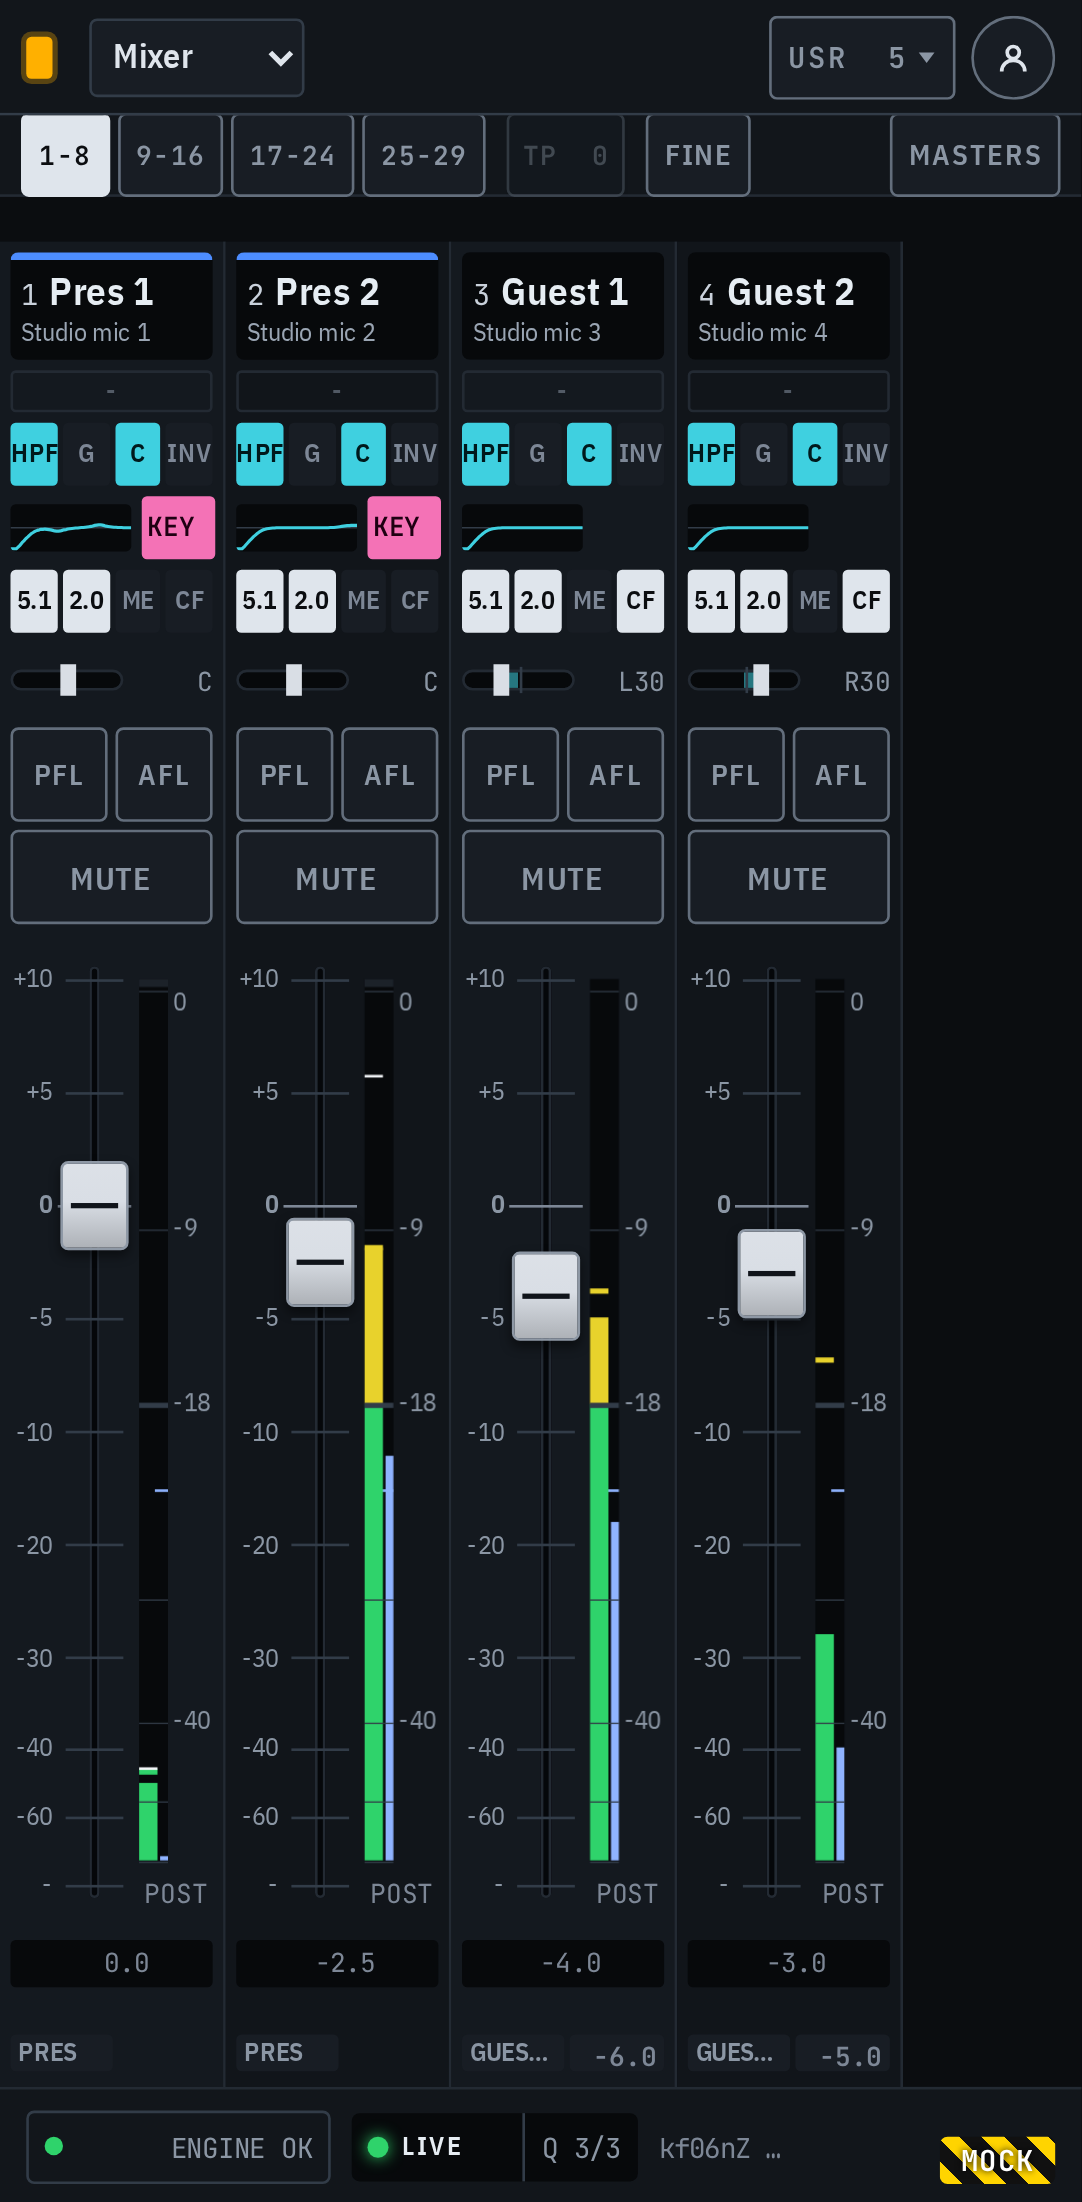 Mixer USR 5
1-8 9-16 17-24 25-29 TP 0 FINE MASTERS
1 Pres 1 2 Pres 2 3 Guest 1 4 Guest 2
Studio mic 1 Studio mic 2 Studio mic 3 Studio mic 4
- - - -
HPF G C INV HPF G C INV HPF G C INV HPF G C INV
KEY KEY
5.1 2.0 ME CF 5.1 2.0 ME CF 5.1 2.0 ME CF 5.1 2.0 ME CF
C C L30 R30
PFL AFL PFL AFL PFL AFL PFL AFL
MUTE MUTE MUTE MUTE
+10 +10 +10 +10
0 0 0 0
+5 +5 +5 +5
0 0 0 0
-9 -9 -9 -9
-5 -5 -5 -5
-18 -18 -18 -18
-10 -10 -10 -10
-20 -20 -20 -20
-30 -30 -30 -30
-40 -40 -40 -40
-40 -40 -40 -40
-60 -60 -60 -60
- - - -
POST POST POST POST
0.0 -2.5 -4.0 -3.0
PRES PRES GUES... -6.0 GUES... -5.0
ENGINE OK LIVE Q 3/3 kf06nZ … MOCK